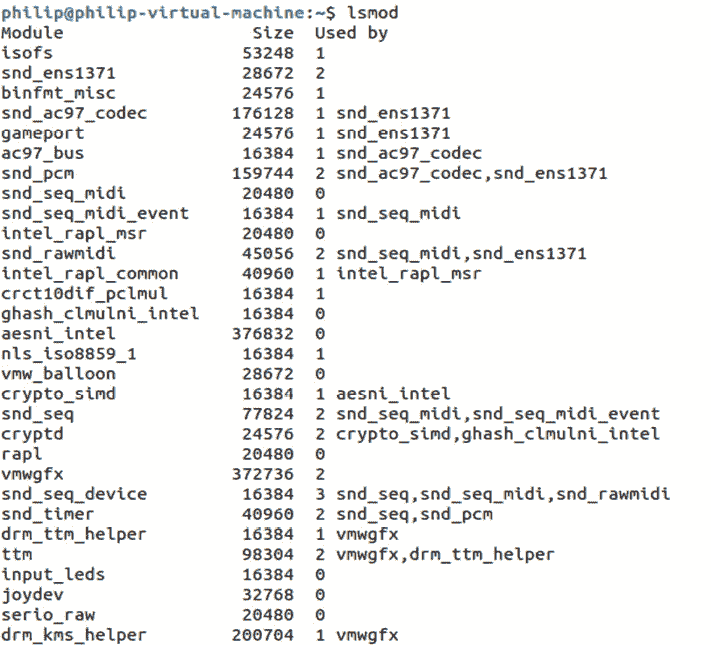 philip@philip-virtual-machine:~$ lsmod
Module                  Size  Used by
isofs                  53248  1
snd_ens1371            28672  2
binfmt_misc            24576  1
snd_ac97_codec        176128  1 snd_ens1371
gameport               24576  1 snd_ens1371
ac97_bus               16384  1 snd_ac97_codec
snd_pcm               159744  2 snd_ac97_codec,snd_ens1371
snd_seq_midi           20480  0
snd_seq_midi_event     16384  1 snd_seq_midi
intel_rapl_msr         20480  0
snd_rawmidi            45056  2 snd_seq_midi,snd_ens1371
intel_rapl_common      40960  1 intel_rapl_msr
crct10dif_pclmul       16384  1
ghash_clmulni_intel    16384  0
aesni_intel           376832  0
nls_iso8859_1          16384  1
vmw_balloon            28672  0
crypto_simd            16384  1 aesni_intel
snd_seq                77824  2 snd_seq_midi,snd_seq_midi_event
cryptd                 24576  2 crypto_simd,ghash_clmulni_intel
rapl                   20480  0
vmwgfx                372736  2
snd_seq_device         16384  3 snd_seq,snd_seq_midi,snd_rawmidi
snd_timer              40960  2 snd_seq,snd_pcm
drm_ttm_helper         16384  1 vmwgfx
ttm                    98304  2 vmwgfx,drm_ttm_helper
input_leds             16384  0
joydev                 32768  0
serio_raw              20480  0
drm_kms_helper        200704  1 vmwgfx